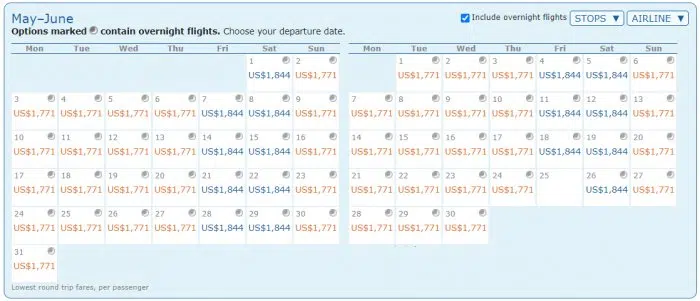 May–June
Include overnight flights STOPS ▼ AIRLINE ▼
Options marked contain overnight flights. Choose your departure date.
Mon Tue Wed Thu Fri Sat Sun Mon Tue Wed Thu Fri Sat Sun
1 2 1 2 3 4 5 6
US$1,844 US$1,771 US$1,771 US$1,771 US$1,771 US$1,844 US$1,844 US$1,771
3 4 5 6 7 8 9 7 8 9 10 11 12 13
US$1,771 US$1,771 US$1,771 US$1,771 US$1,844 US$1,844 US$1,771 US$1,771 US$1,771 US$1,771 US$1,771 US$1,844 US$1,844 US$1,771
10 11 12 13 14 15 16 14 15 16 17 18 19 20
US$1,771 US$1,771 US$1,771 US$1,771 US$1,844 US$1,844 US$1,771 US$1,771 US$1,771 US$1,771 US$1,771 US$1,844 US$1,844 US$1,771
17 18 19 20 21 22 23 21 22 23 24 25 26 27
US$1,771 US$1,771 US$1,771 US$1,771 US$1,844 US$1,844 US$1,771 US$1,771 US$1,771 US$1,771 US$1,771 US$1,844 US$1,771
24 25 26 27 28 29 30 28 29 30
US$1,771 US$1,771 US$1,771 US$1,771 US$1,844 US$1,844 US$1,771 US$1,771 US$1,771 US$1,771
31
US$1,771
Lowest round trip fares, per passenger